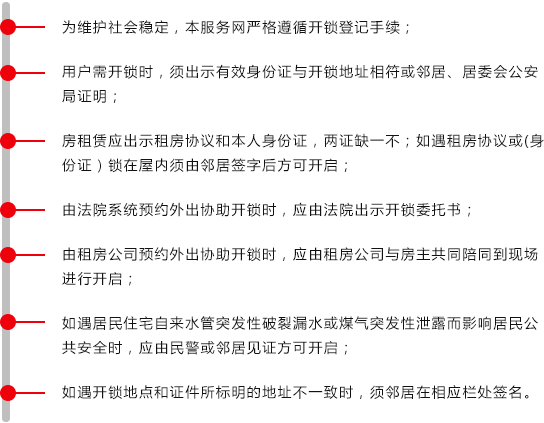 为维护社会稳定，本服务网严格遵循开锁登记手续；
用户需开锁时，须出示有效身份证与开锁地址相符或邻居、居委会公安
局证明；
房租赁应出示租房协议和本人身份证，两证缺一不；如遇租房协议或(身
份证）锁在屋内须由邻居签字后方可开启；
由法院系统预约外出协助开锁时，应由法院出示开锁委托书；
由租房公司预约外出协助开锁时，应由租房公司与房主共同陪同到现场
进行开启；
如遇居民住宅自来水管突发性破裂漏水或煤气突发性泄露而影响居民公
共安全时，应由民警或邻居见证方可开启；
如遇开锁地点和证件所标明的地址不一致时，须邻居在相应栏处签名。